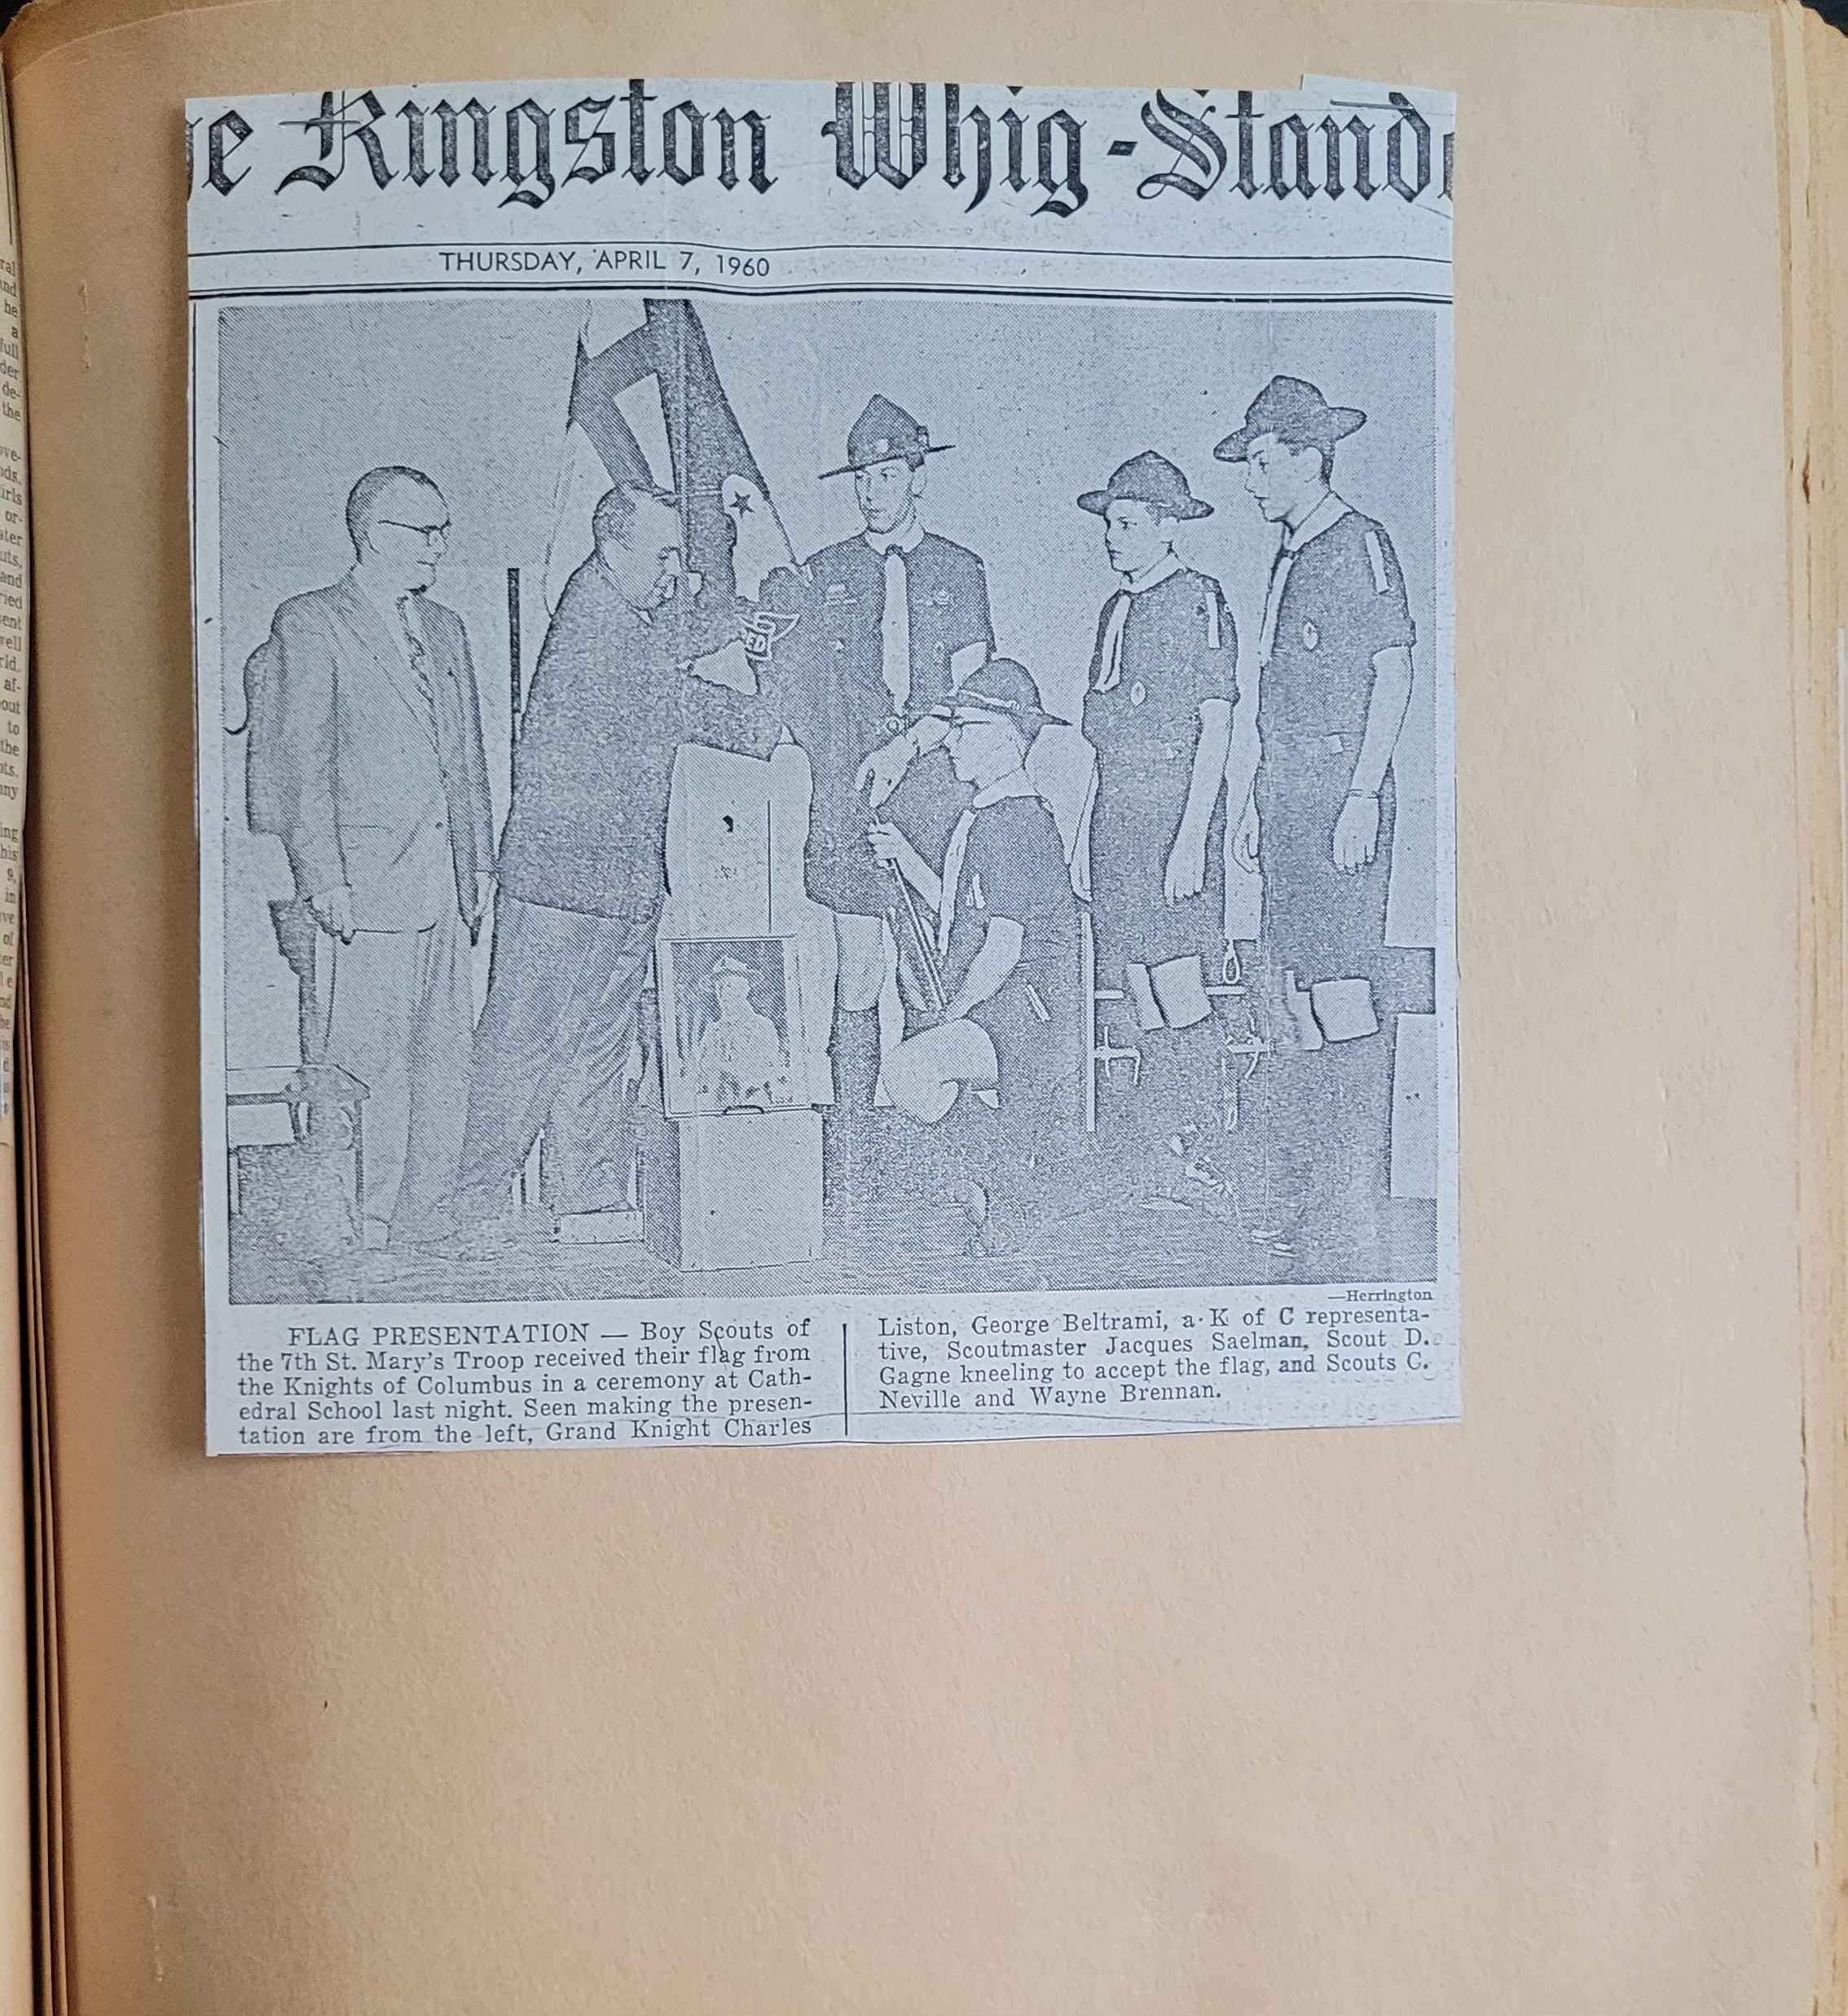 e Kingston Whig-Stand
THURSDAY, APRIL 7, 1960
—Herrington
FLAG PRESENTATION — Boy Scouts of
the 7th St. Mary's Troop received their flag from
the Knights of Columbus in a ceremony at Cath-
edral School last night. Seen making the presen-
tation are from the left, Grand Knight Charles
Liston, George Beltrami, a K of C representa-
tive, Scoutmaster Jacques Saelman, Scout D.
Gagne kneeling to accept the flag, and Scouts C.
Neville and Wayne Brennan.